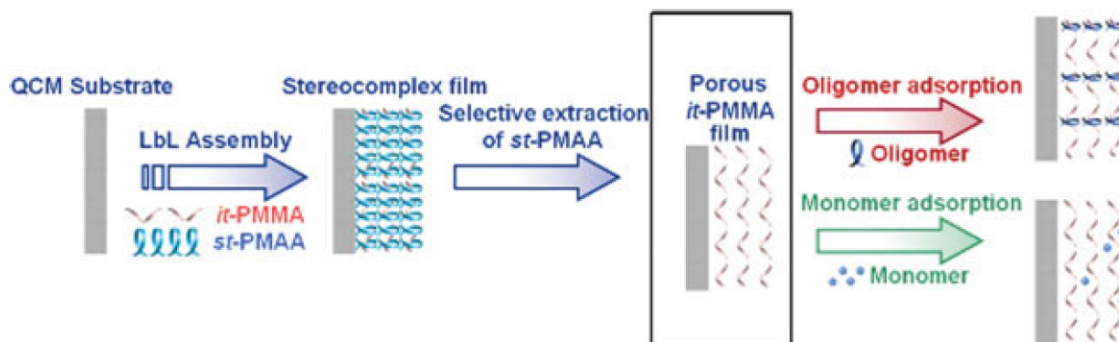 QCM Substrate
LbL Assembly
it-PMMA
st-PMAA
Stereocomplex film
Selective extraction
of st-PMAA
Porous
it-PMMA
film
Oligomer adsorption
Oligomer
Monomer adsorption
Monomer